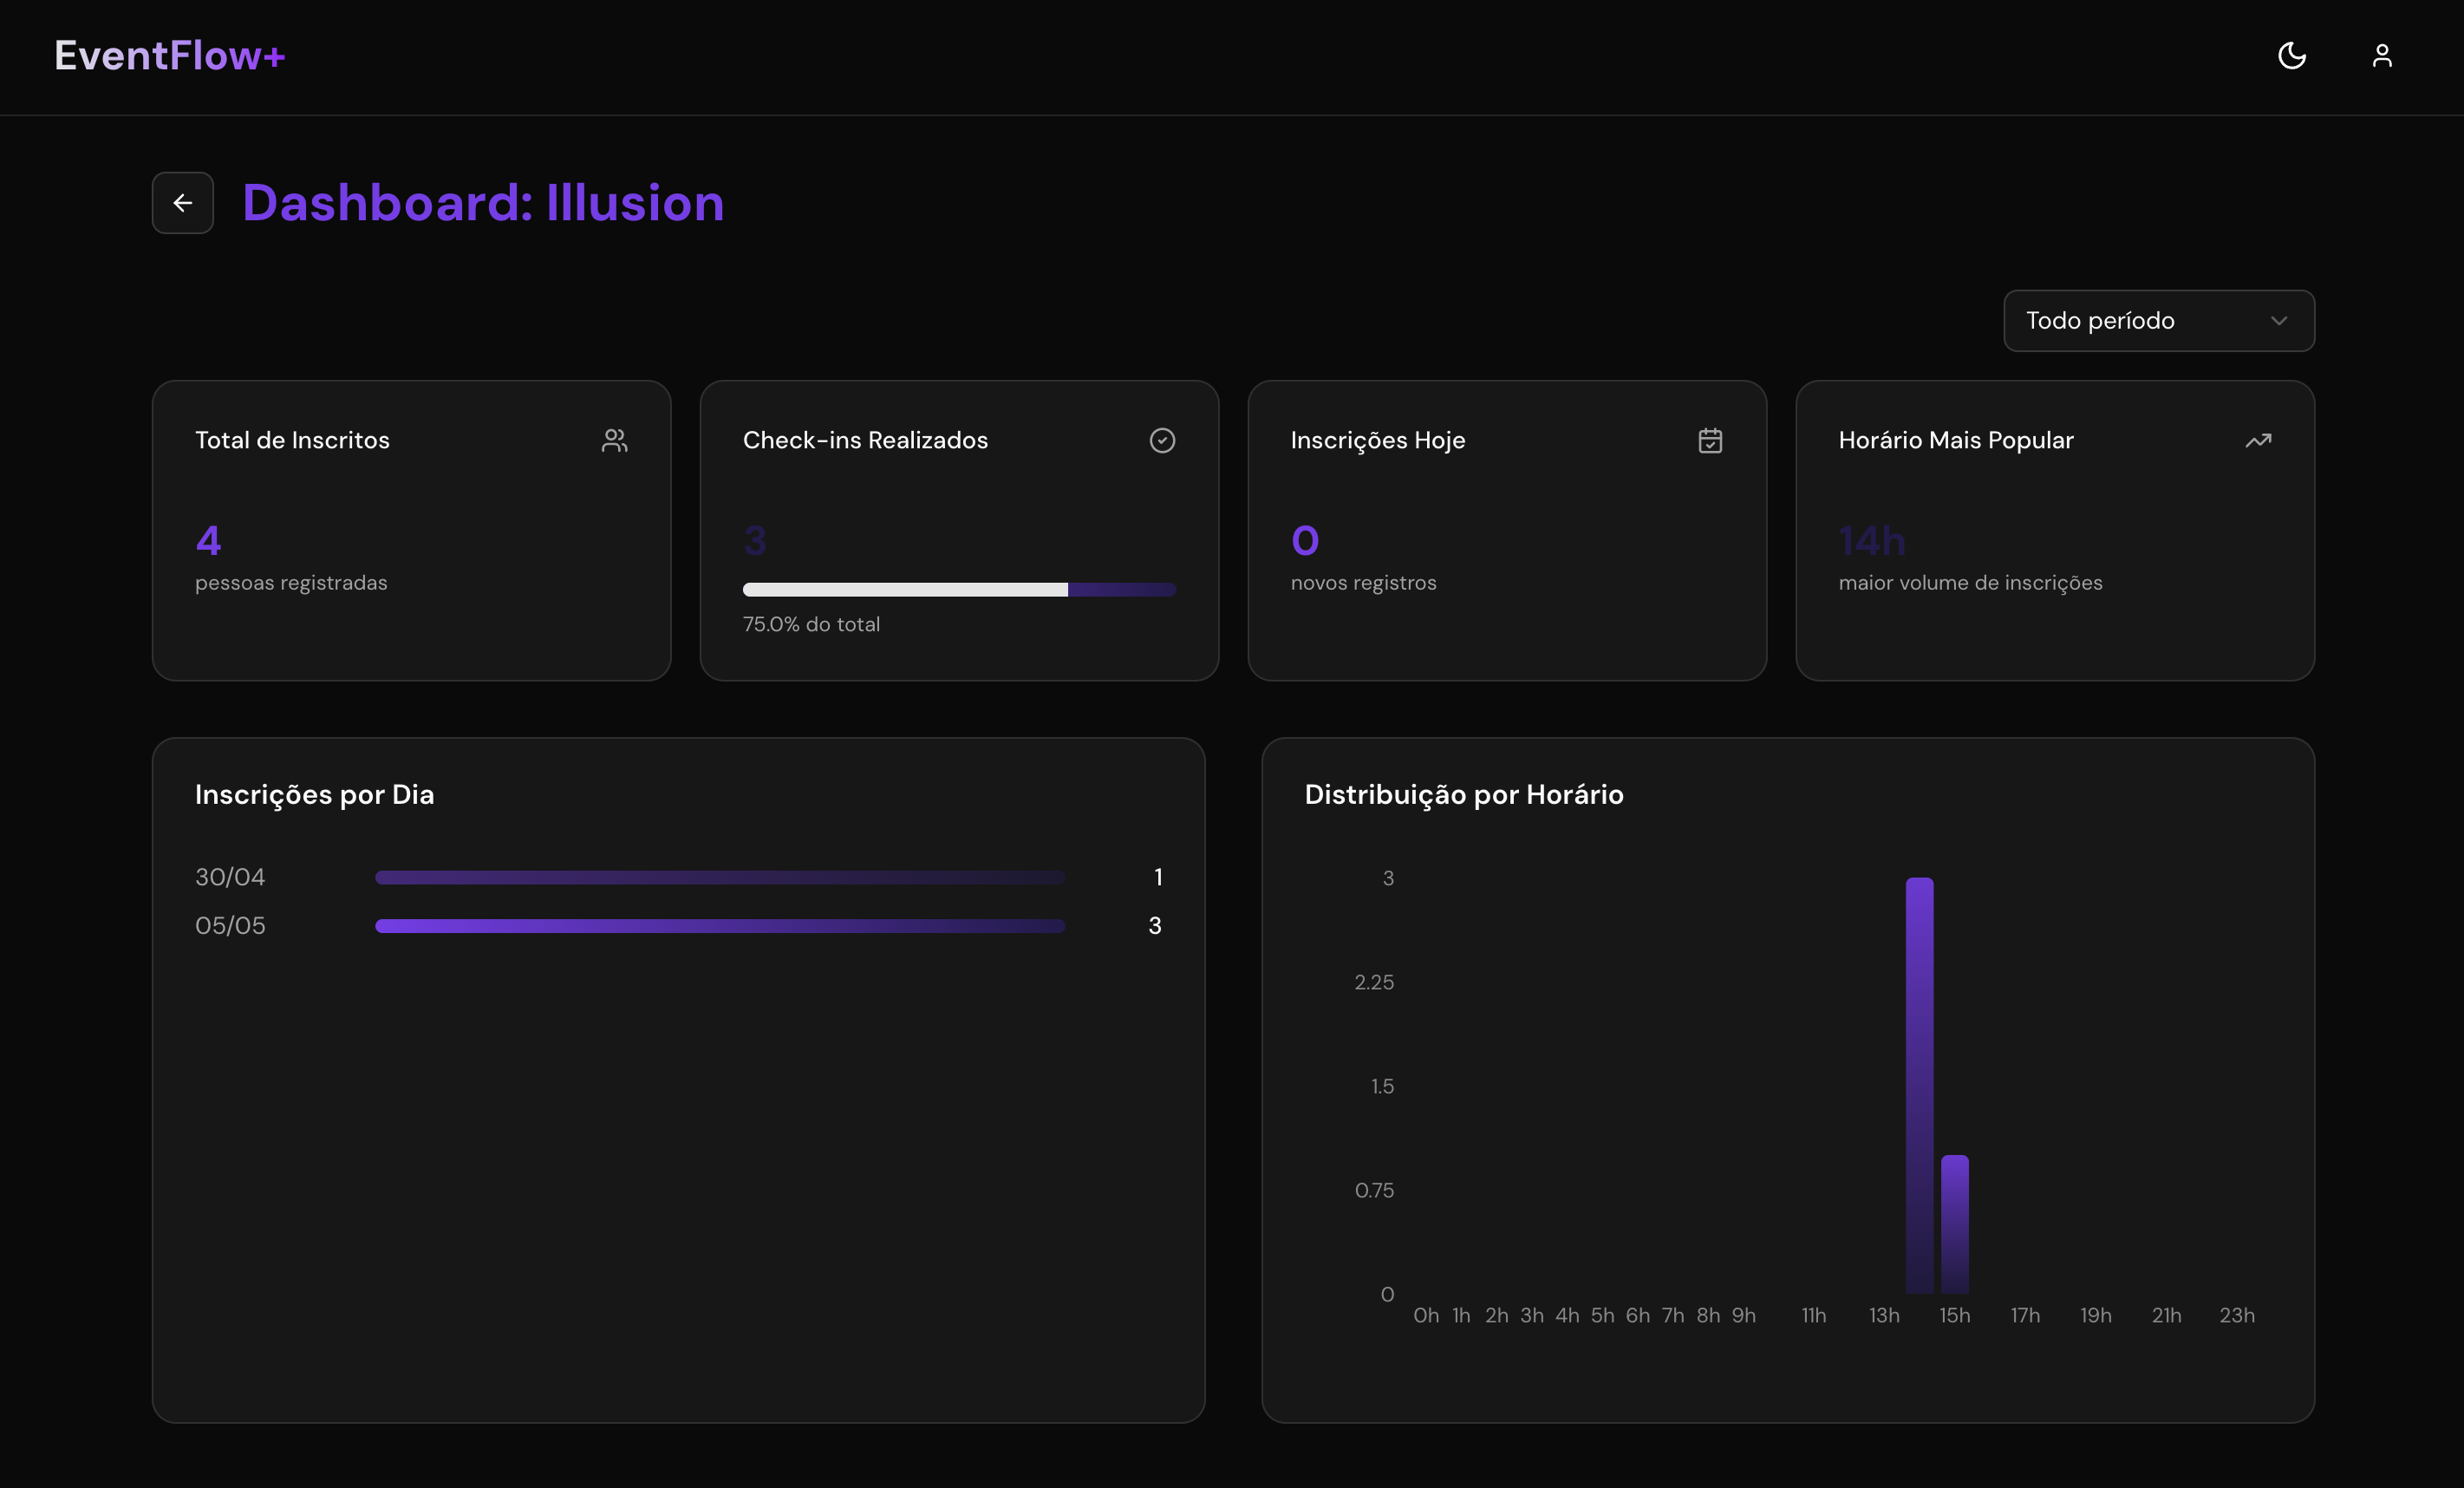 EventFlow+
Dashboard: Illusion
Todo período
Total de Inscritos
4
pessoas registradas
Check-ins Realizados
3
75.0% do total
Inscrições Hoje
0
novos registros
Horário Mais Popular
14h
maior volume de inscrições
Inscrições por Dia
30/04 1
05/05 3
Distribuição por Horário
3
2.25
1.5
0.75
0
0h 1h 2h 3h 4h 5h 6h 7h 8h 9h 11h 13h 15h 17h 19h 21h 23h